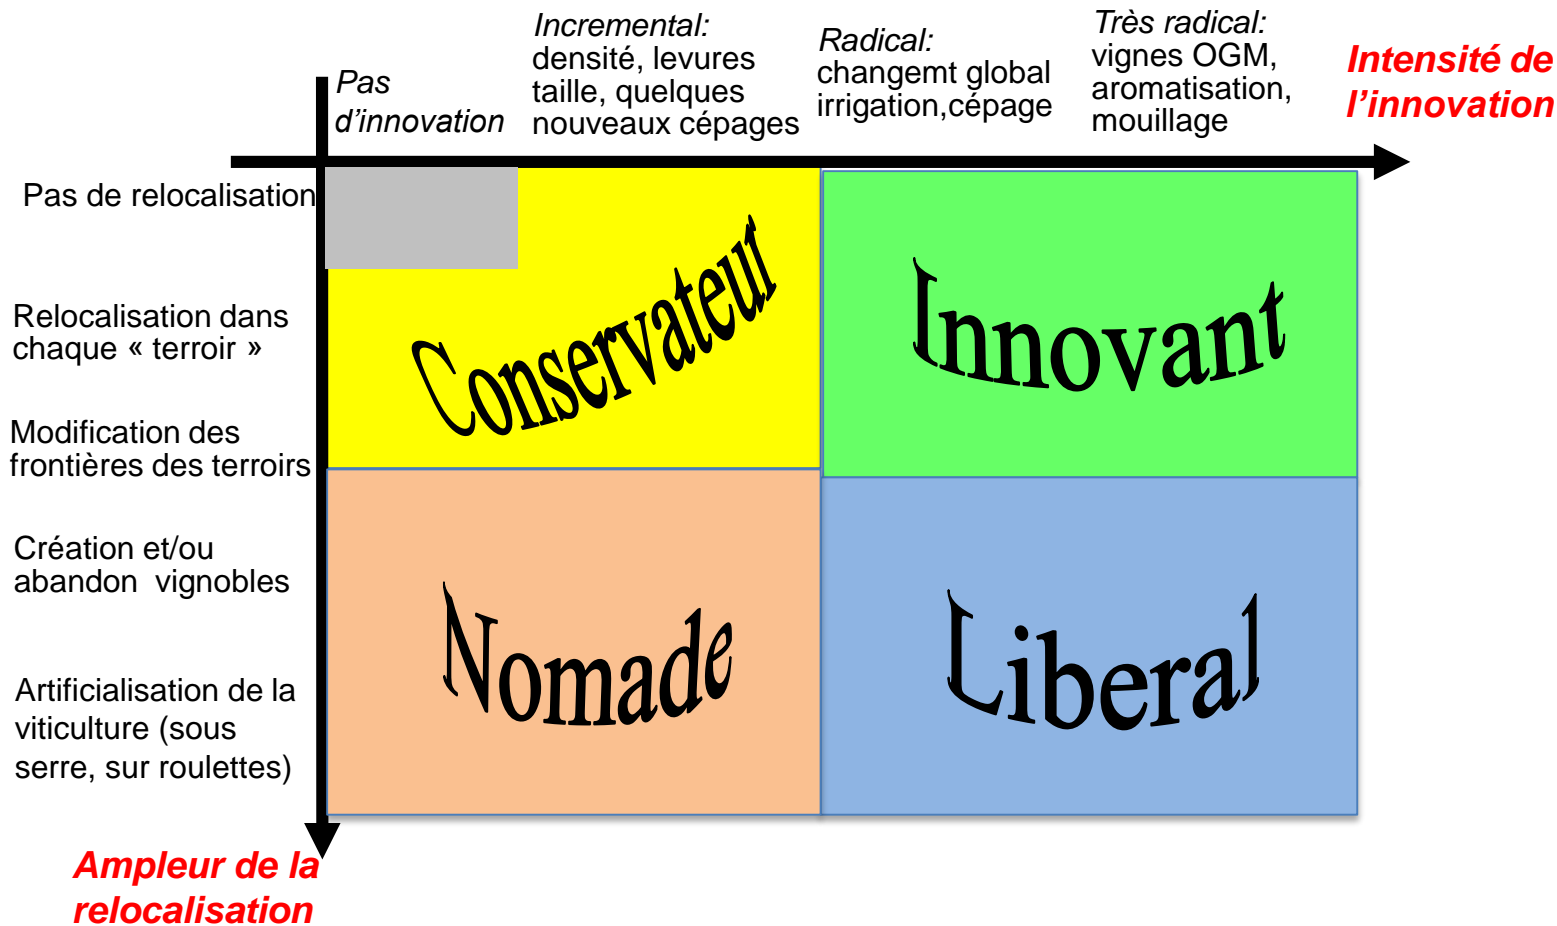 Pas
d’innovation
Incremental:
densité, levures
taille, quelques
nouveaux cépages
Radical:
changemt global
irrigation,cépage
Très radical:
vignes OGM,
aromatisation,
mouillage
Intensité de
l’innovation
Pas de relocalisation
Relocalisation dans
chaque « terroir »
Modification des
frontières des terroirs
Création et/ou
abandon vignobles
Artificialisation de la
viticulture (sous
serre, sur roulettes)
Conservateur
Innovant
Nomade
Liberal
Ampleur de la
relocalisation